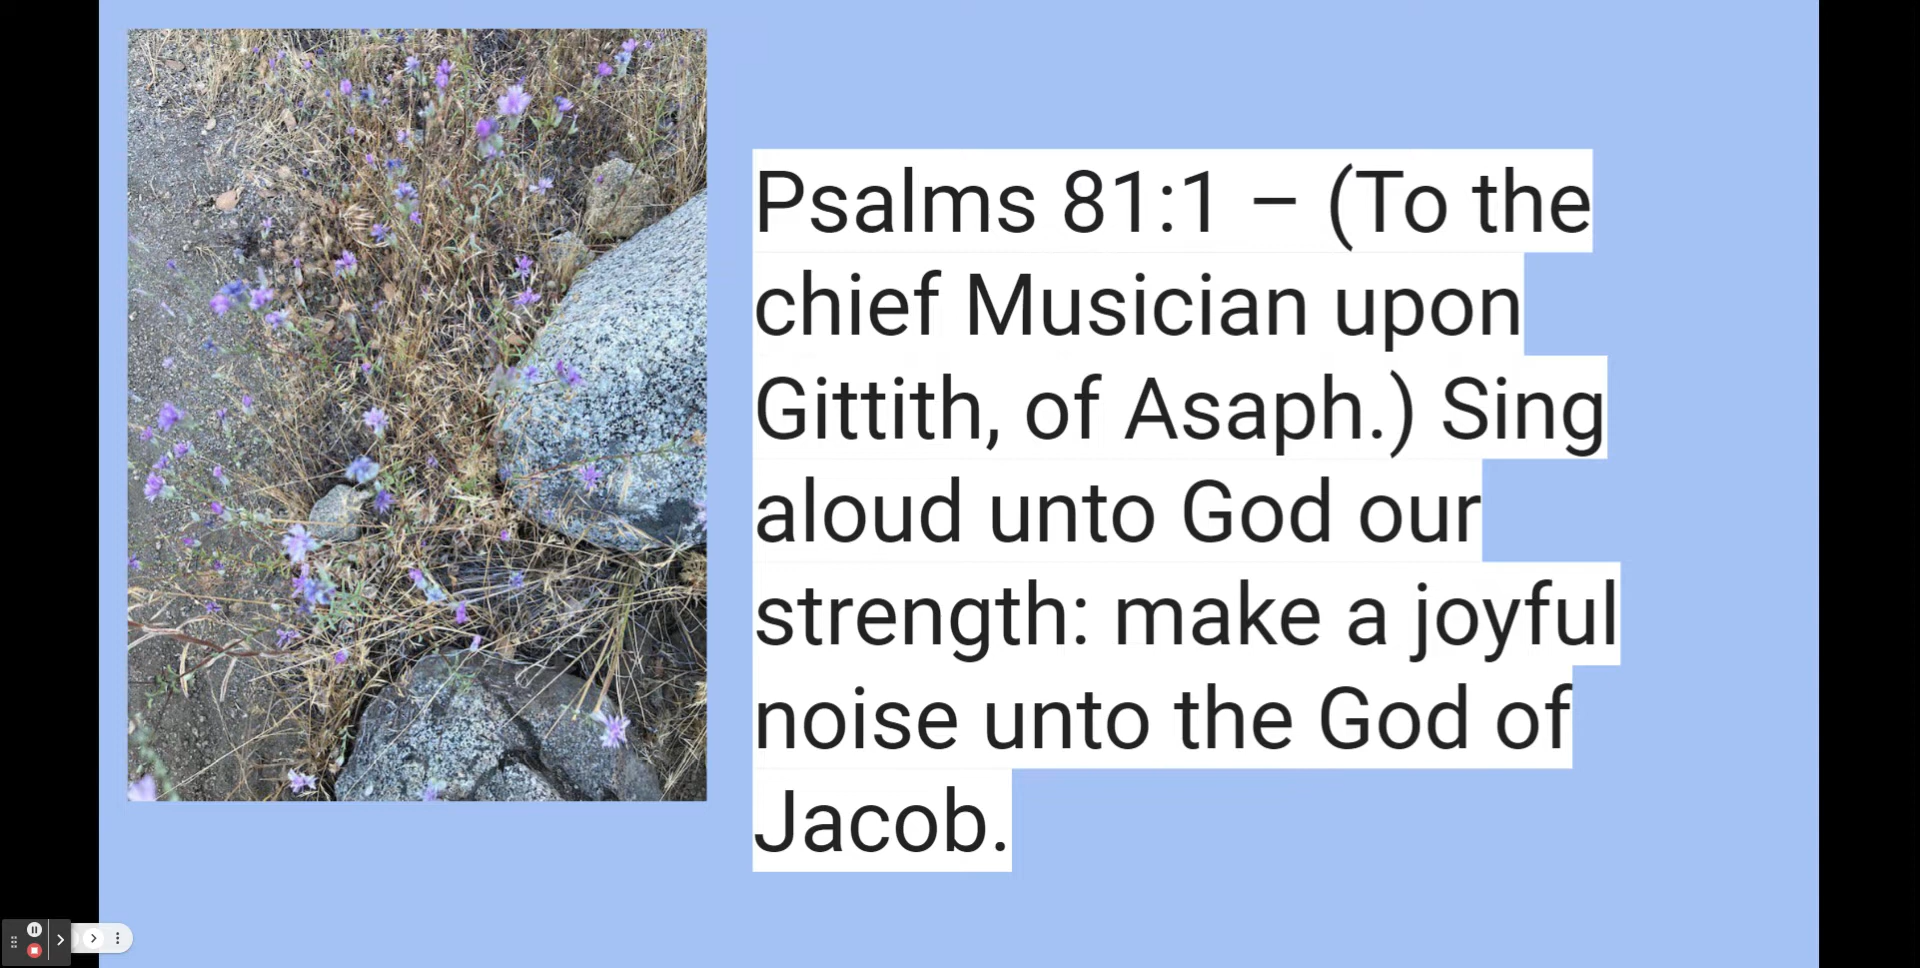 Psalms 81:1 – (To the
chief Musician upon
Gittith, of Asaph.) Sing
aloud unto God our
strength: make a joyful
noise unto the God of
Jacob.